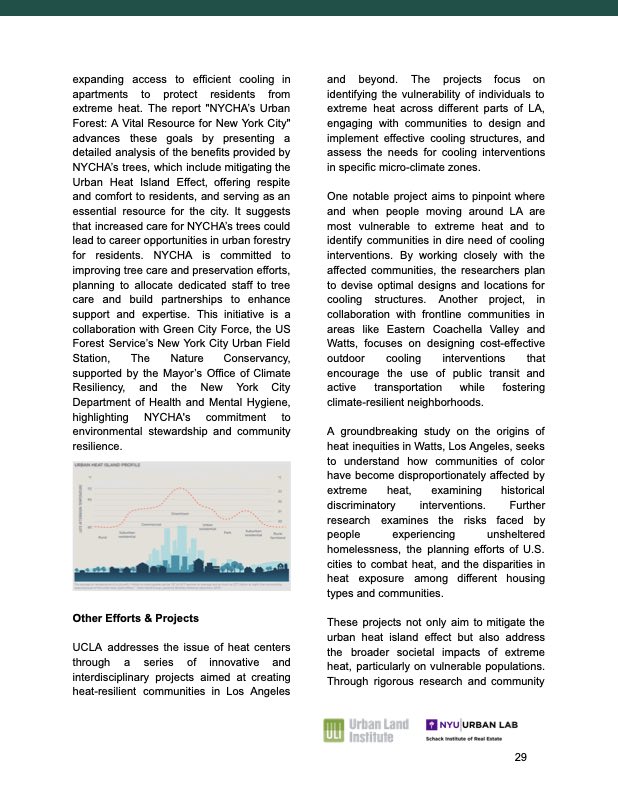 expanding access to efficient cooling in
apartments to protect residents from
extreme heat. The report "NYCHA's Urban
Forest: A Vital Resource for New York City"
advances these goals by presenting a
detailed analysis of the benefits provided by
NYCHA's trees, which include mitigating the
Urban Heat Island Effect, offering respite
and comfort to residents, and serving as an
essential resource for the city. It suggests
that increased care for NYCHA's trees could
lead to career opportunities in urban forestry
for residents. NYCHA is committed to
improving tree care and preservation efforts,
planning to allocate dedicated staff to tree
care and build partnerships to enhance
support and expertise. This initiative is a
collaboration with Green City Force, the US
Forest Service's New York City Urban Field
Station, The Nature Conservancy,
supported by the Mayor's Office of Climate
Resiliency, and the New York City
Department of Health and Mental Hygiene,
highlighting NYCHA's commitment to
environmental stewardship and community
resilience.
URBAN HEAT ISLAND PROFILE
LATE AFTERNOON TEMPERATURE
Rural
Suburban
residential
Commercial
Downtown
Urban
residential
Park
Suburban
residential
Rural
farmland
Other Efforts & Projects
UCLA addresses the issue of heat centers
through a series of innovative and
interdisciplinary projects aimed at creating
heat-resilient communities in Los Angeles
and beyond. The projects focus on
identifying the vulnerability of individuals to
extreme heat across different parts of LA,
engaging with communities to design and
implement effective cooling structures, and
assess the needs for cooling interventions
in specific micro-climate zones.
One notable project aims to pinpoint where
and when people moving around LA are
most vulnerable to extreme heat and to
identify communities in dire need of cooling
interventions. By working closely with the
affected communities, the researchers plan
to devise optimal designs and locations for
cooling structures. Another project, in
collaboration with frontline communities in
areas like Eastern Coachella Valley and
Watts, focuses on designing cost-effective
outdoor cooling interventions that
encourage the use of public transit and
active transportation while fostering
climate-resilient neighborhoods.
A groundbreaking study on the origins of
heat inequities in Watts, Los Angeles, seeks
to understand how communities of color
have become disproportionately affected by
extreme heat, examining historical
discriminatory interventions. Further
research examines the risks faced by
people experiencing unsheltered
homelessness, the planning efforts of U.S.
cities to combat heat, and the disparities in
heat exposure among different housing
types and communities.
These projects not only aim to mitigate the
urban heat island effect but also address
the broader societal impacts of extreme
heat, particularly on vulnerable populations.
Through rigorous research and community
ULI Urban Land
Institute
NYU URBAN LAB
Schack Institute of Real Estate
29